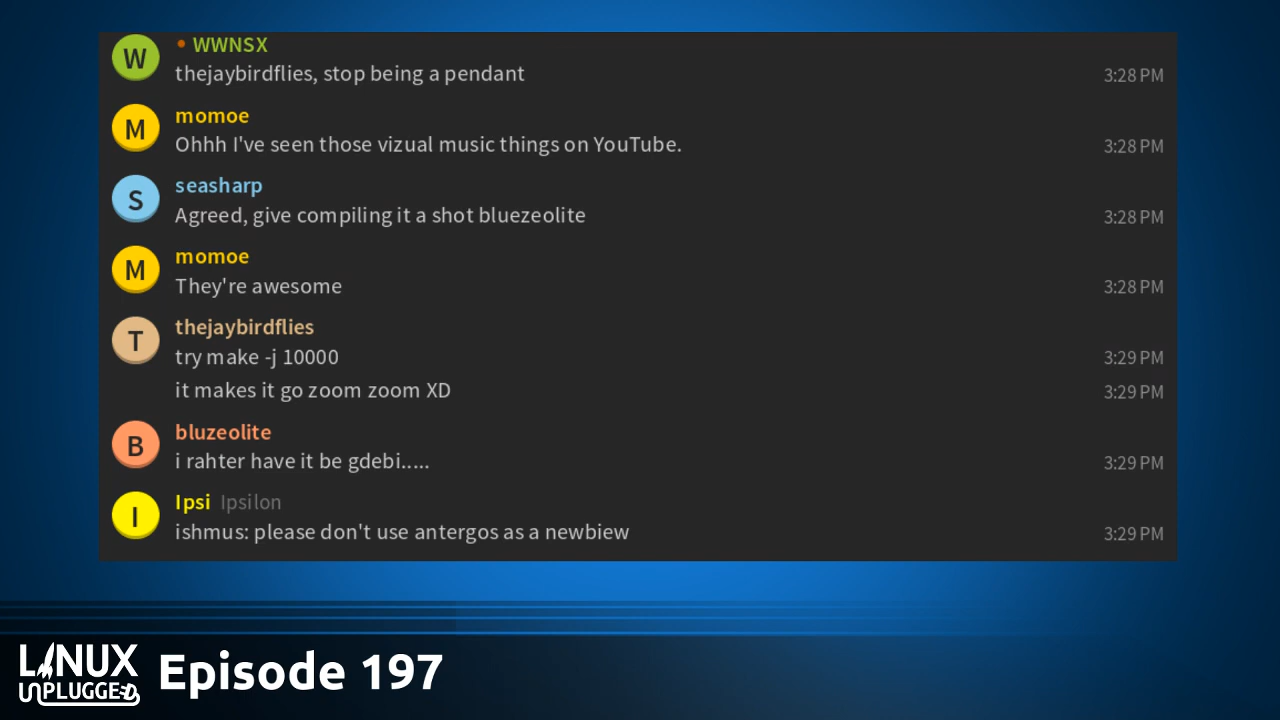 W
• WWNSX
thejaybirdflies, stop being a pendant 3:28 PM
M
momoe
Ohhh I've seen those vizual music things on YouTube. 3:28 PM
S
seasharp
Agreed, give compiling it a shot bluezeolite 3:28 PM
M
momoe
They're awesome 3:28 PM
T
thejaybirdflies
try make -j 10000 3:29 PM
it makes it go zoom zoom XD 3:29 PM
B
bluzeolite
i rahter have it be gdebi..... 3:29 PM
I
Ipsi Ipsilon
ishmus: please don't use antergos as a newbiew 3:29 PM
LINUX
UNPLUGGED
Episode 197